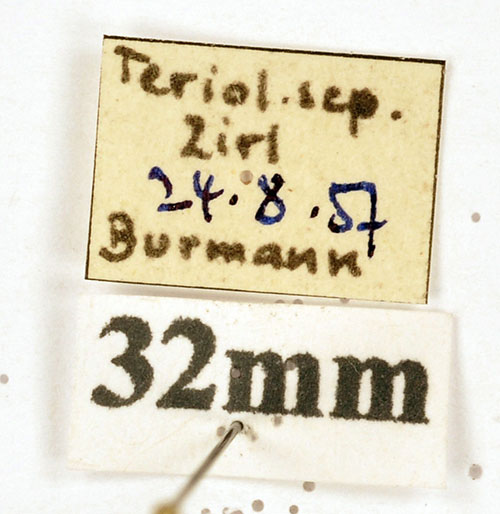 Teriol.sep.
Zirl
24.8.57
Burmann
32mm